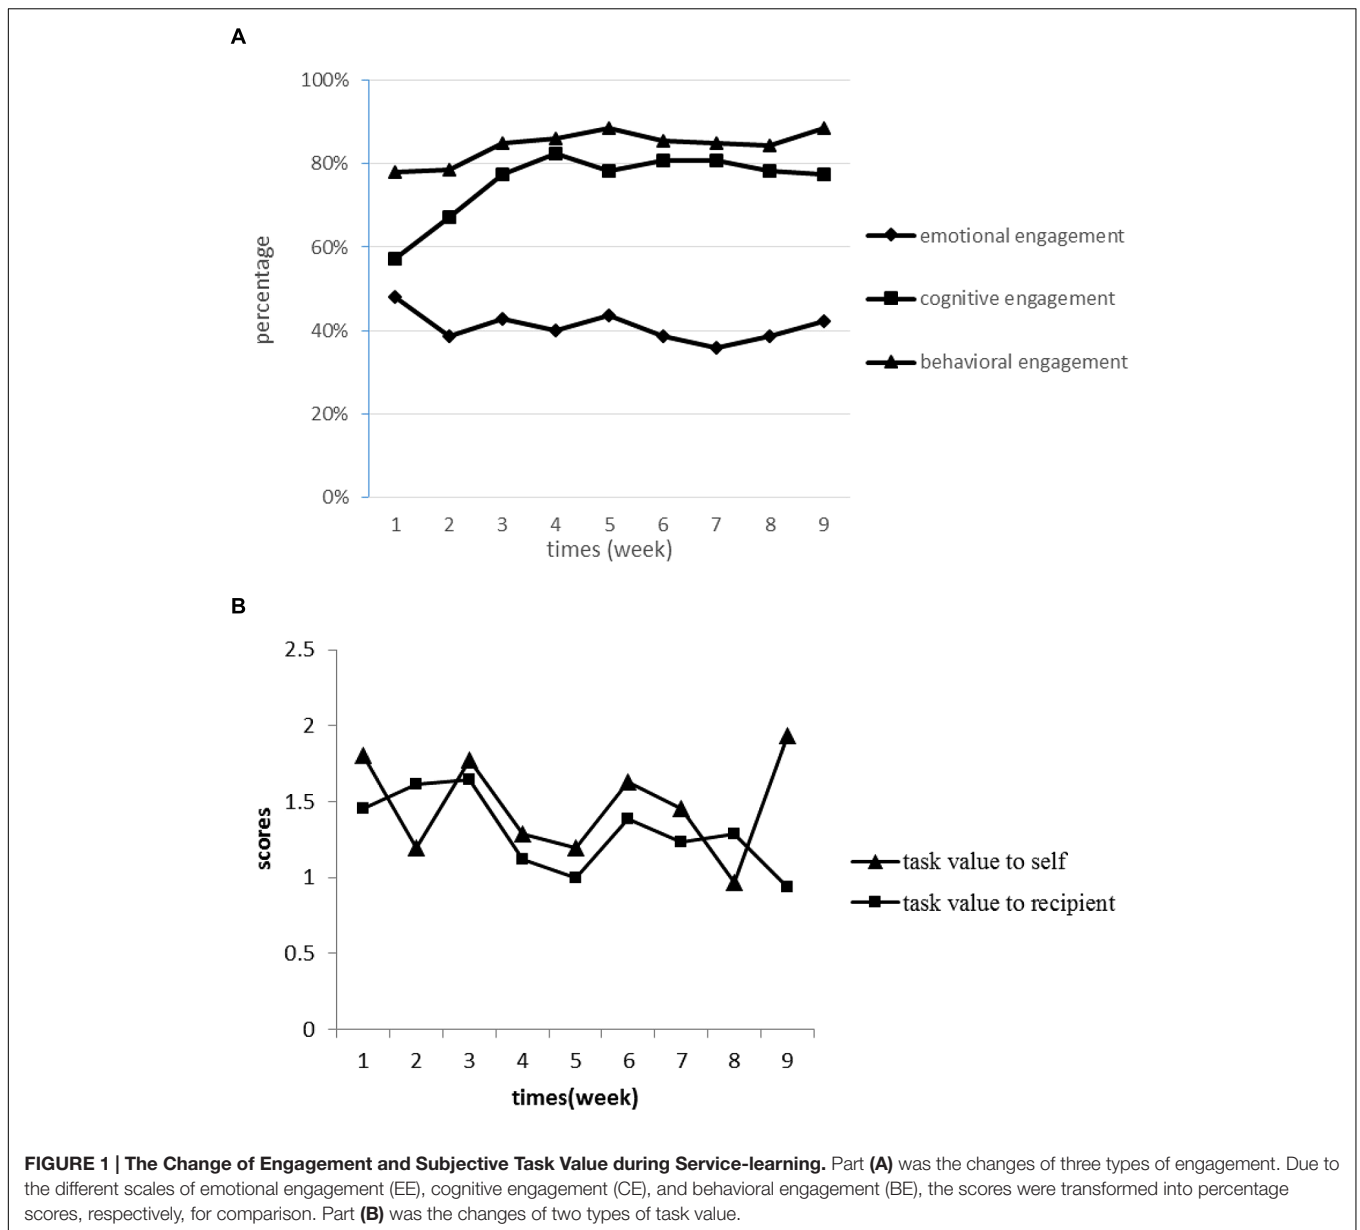 A
100%
80%
60%
40%
20%
0%
percentage
1 2 3 4 5 6 7 8 9
times (week)
emotional engagement
cognitive engagement
behavioral engagement
B
2.5
2
1.5
1
0.5
0
scores
1 2 3 4 5 6 7 8 9
times(week)
task value to self
task value to recipient
FIGURE 1 | The Change of Engagement and Subjective Task Value during Service-learning. Part (A) was the changes of three types of engagement. Due to
the different scales of emotional engagement (EE), cognitive engagement (CE), and behavioral engagement (BE), the scores were transformed into percentage
scores, respectively, for comparison. Part (B) was the changes of two types of task value.